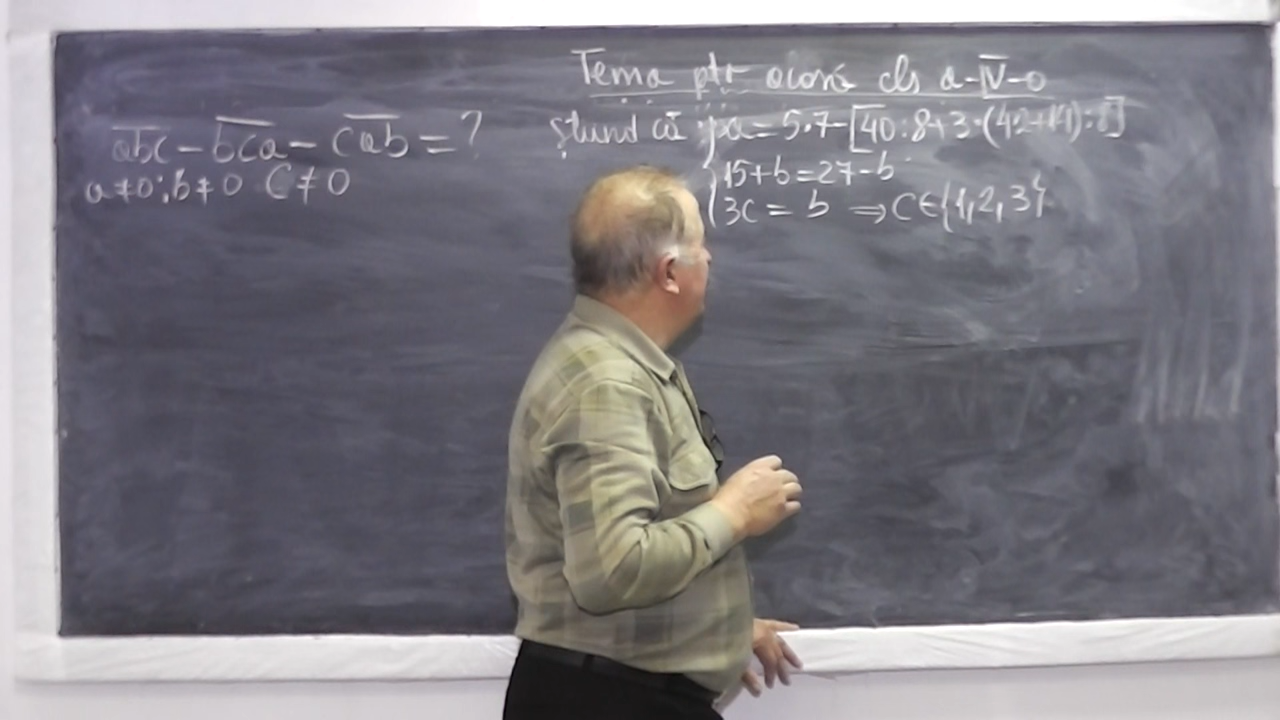 Tema ptr acasă cls a-IV-a
abc - bca - cab = ?
a ≠ 0; b ≠ 0 C ≠ 0
știind că a = 5·7-[40:8+3·(42+14):8]
15+b=27-b
3C = b ⇒ C∈{1,2,3}